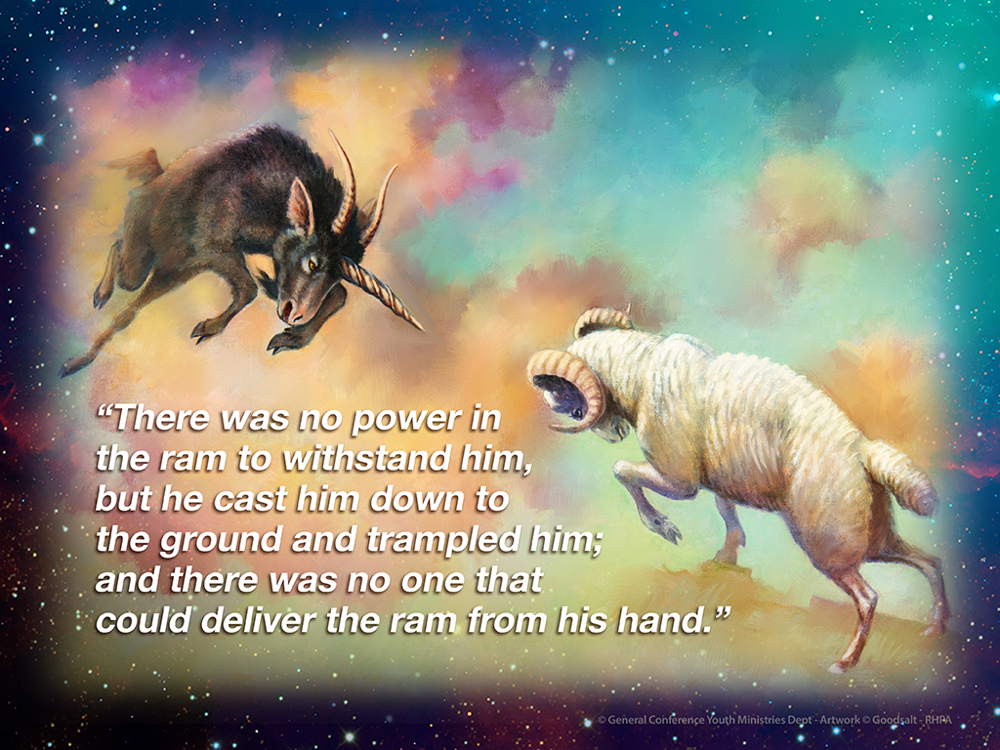 “There was no power in
the ram to withstand him,
but he cast him down to
the ground and trampled him;
and there was no one that
could deliver the ram from his hand.”
© General Conference Youth Ministries Dept - Artwork © Goodsalt - RHPA